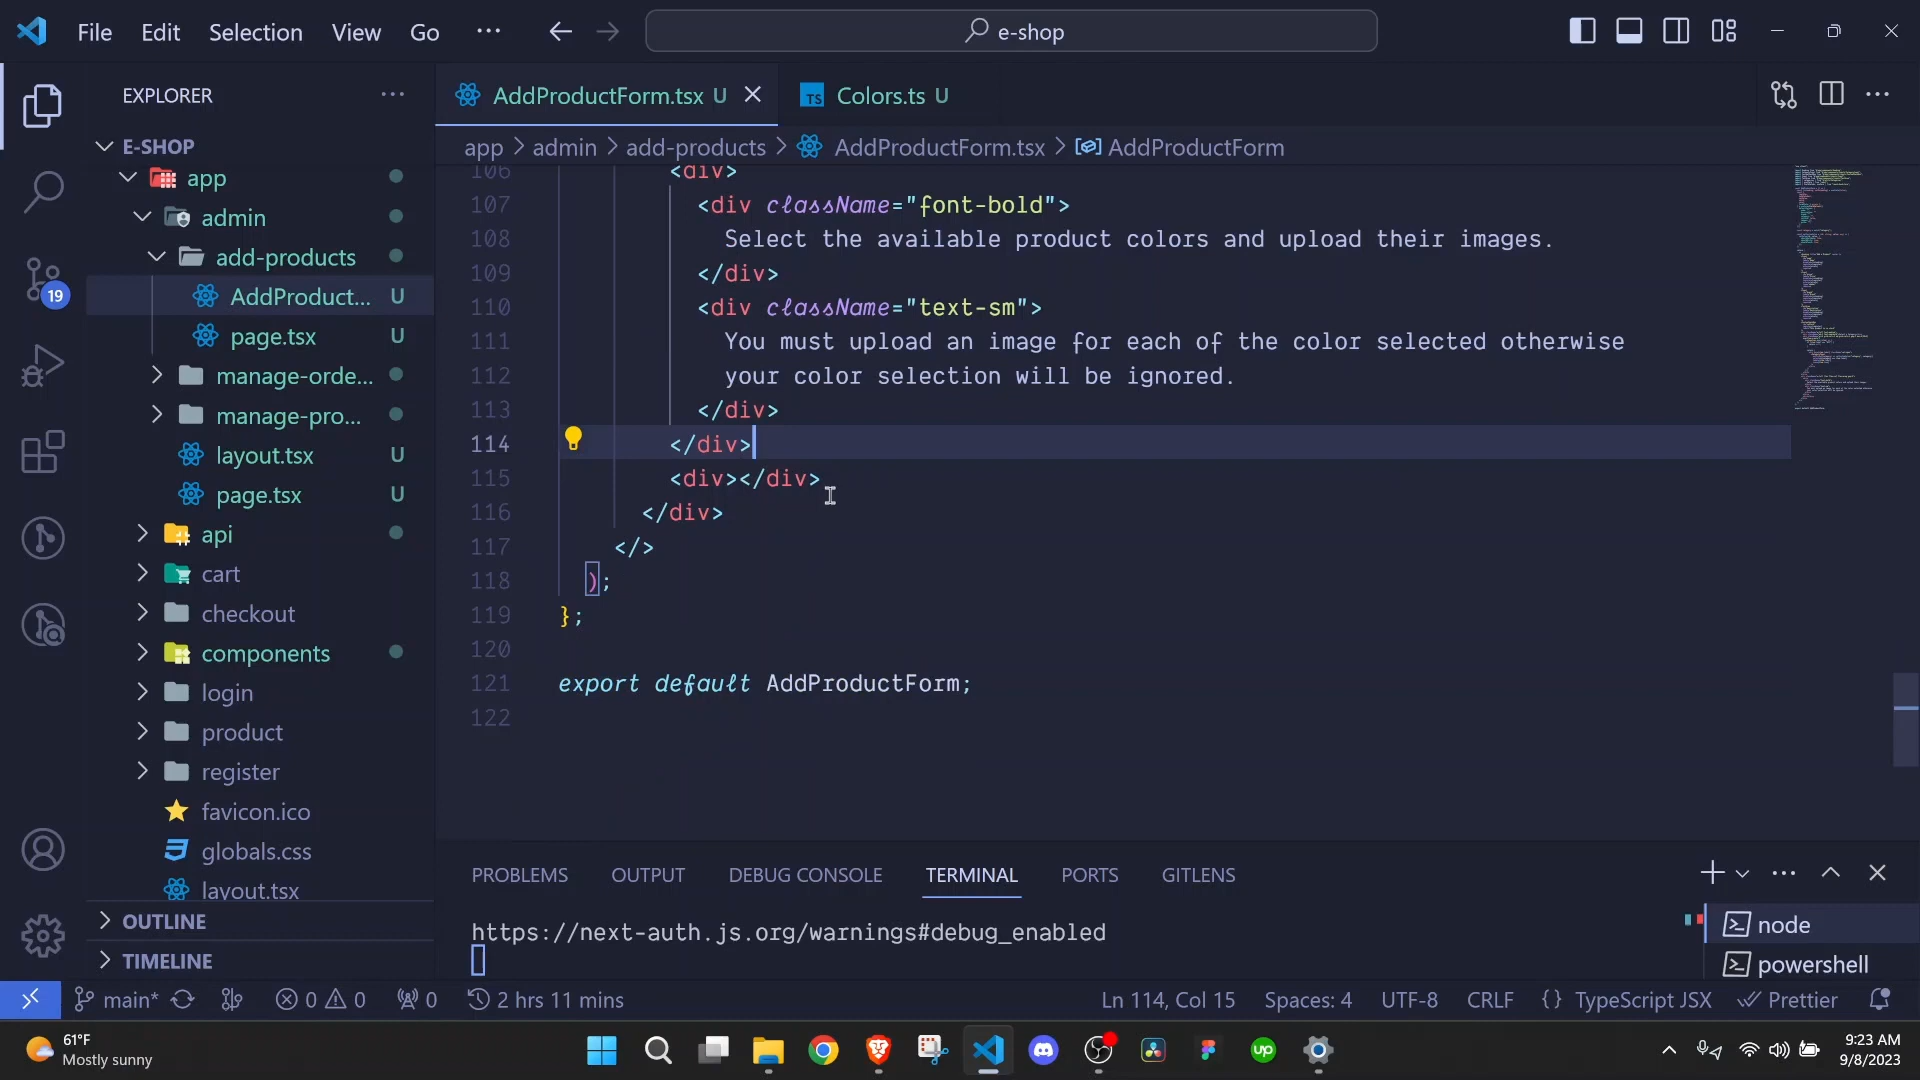 File Edit Selection View Go ··· e-shop
EXPLORER ···
E-SHOP
app
admin
add-products
AddProduct... U
page.tsx U
manage-orde...
manage-pro...
layout.tsx U
page.tsx U
api
cart
checkout
components
login
product
register
favicon.ico
globals.css
layout.tsx
OUTLINE
TIMELINE
19
AddProductForm.tsx U
TS Colors.ts U
app > admin > add-products > AddProductForm.tsx > AddProductForm
106 <div>
107 <div className="font-bold">
108 Select the available product colors and upload their images.
109 </div>
110 <div className="text-sm">
111 You must upload an image for each of the color selected otherwise
112 your color selection will be ignored.
113 </div>
114 </div>
115 <div></div>
116 </div>
117 </>
118 );
119 };
120
121 export default AddProductForm;
122
PROBLEMS OUTPUT DEBUG CONSOLE TERMINAL PORTS GITLENS
https://next-auth.js.org/warnings#debug_enabled
node
powershell
main* 0 0 0 2 hrs 11 mins Ln 114, Col 15 Spaces: 4 UTF-8 CRLF {} TypeScript JSX Prettier
61°F
Mostly sunny
up
9:23 AM
9/8/2023